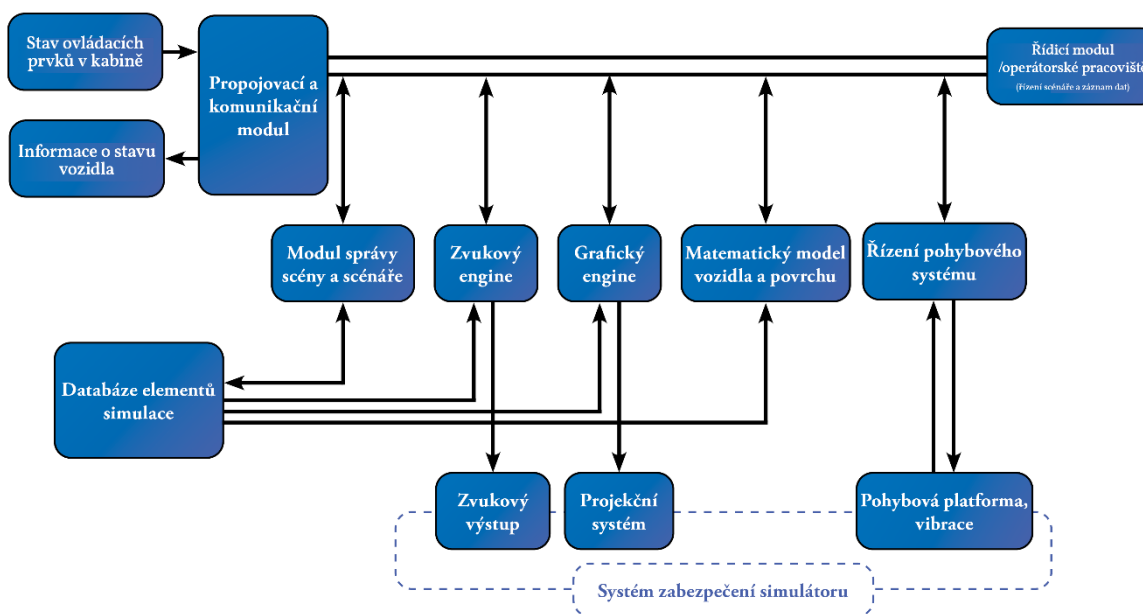 Stav ovládacích
prvků v kabině
Propojovací a
komunikační
modul
Řídicí modul
/operátorské pracoviště
(řízení scénáře a záznam dat)
Informace o stavu
vozidla
Modul správy
scény a scénáře
Zvukový
engine
Grafický
engine
Matematický model
vozidla a povrchu
Řízení pohybového
systému
Databáze elementů
simulace
Zvukový
výstup
Projekční
systém
Pohybová platforma,
vibrace
Systém zabezpečení simulátoru